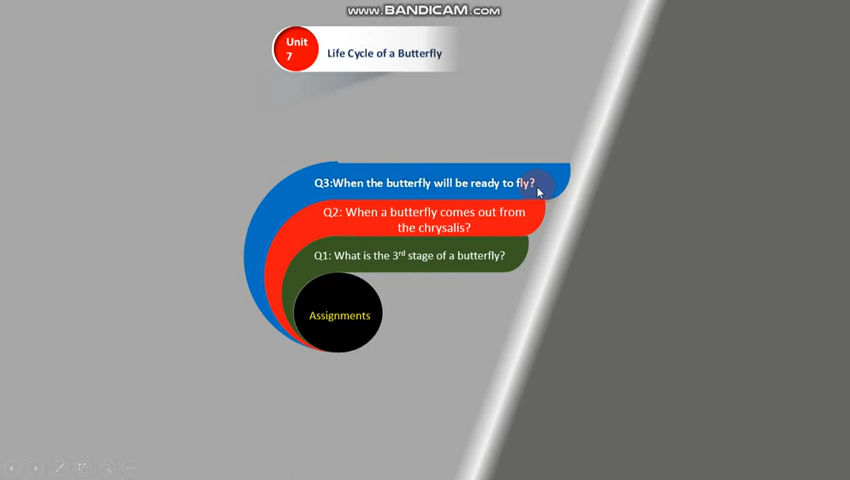 www.BANDICAM.com
Unit
7
Life Cycle of a Butterfly
Q3:When the butterfly will be ready to fly?
Q2: When a butterfly comes out from
the chrysalis?
Q1: What is the 3rd stage of a butterfly?
Assignments